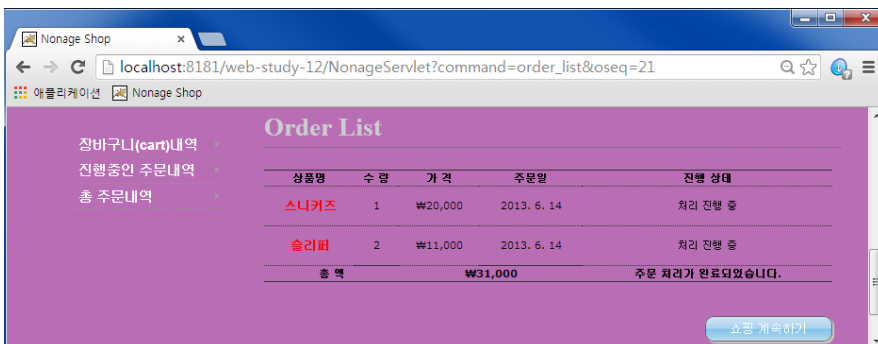 Nonage Shop
localhost:8181/web-study-12/NonageServlet?command=order_list&oseq=21
애플리케이션 Nonage Shop
장바구니(cart)내역
진행중인 주문내역
총 주문내역
Order List
상품명 수 량 가 격 주문일 진행 상태
스니커즈 1 ₩20,000 2013. 6. 14 처리 진행 중
슬리퍼 2 ₩11,000 2013. 6. 14 처리 진행 중
총 액 ₩31,000 주문 처리가 완료되었습니다.
쇼핑 계속하기